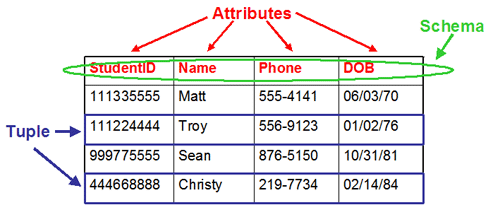 Attributes
Schema
StudentID Name Phone DOB
111335555 Matt 555-4141 06/03/70
Tuple
111224444 Troy 556-9123 01/02/76
999775555 Sean 876-5150 10/31/81
444668888 Christy 219-7734 02/14/84